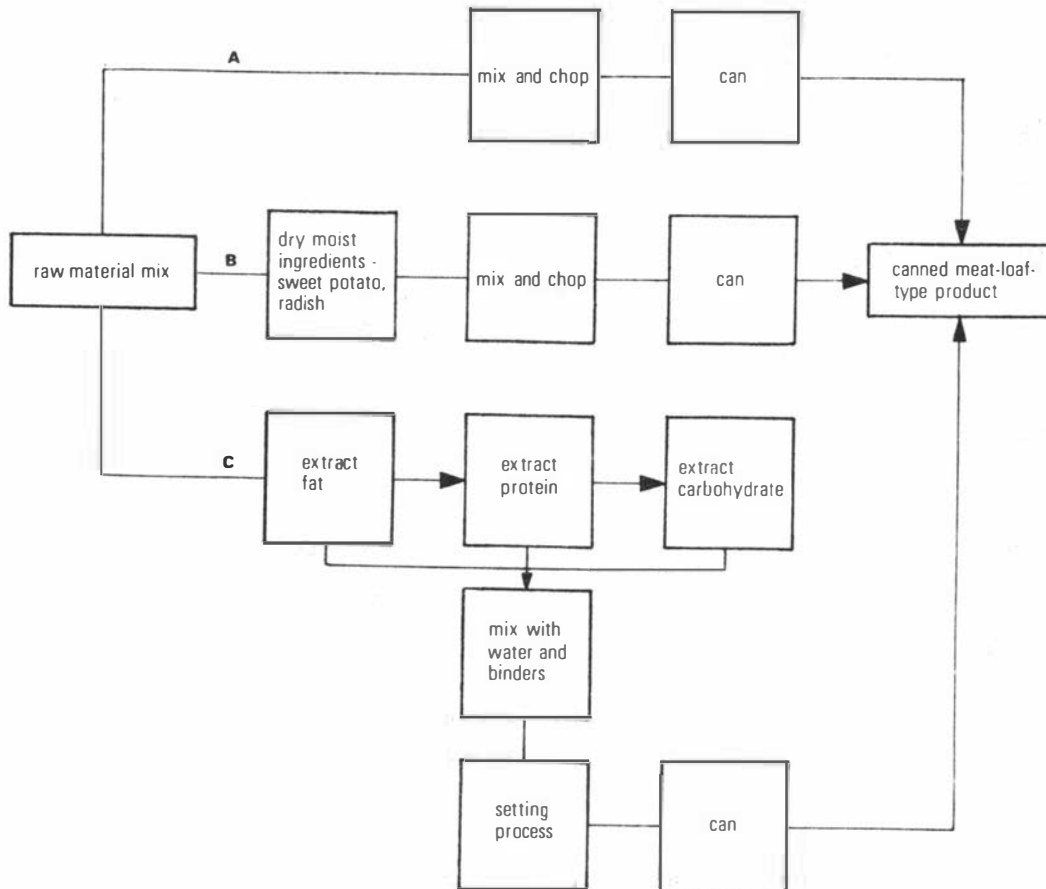 A
mix and chop
can
raw material mix
B
dry moist
ingredients -
sweet potato,
radish
mix and chop
can
canned meat-loaf-
type product
C
extract
fat
extract
protein
extract
carbohydrate
mix with
water and
binders
setting
process
can